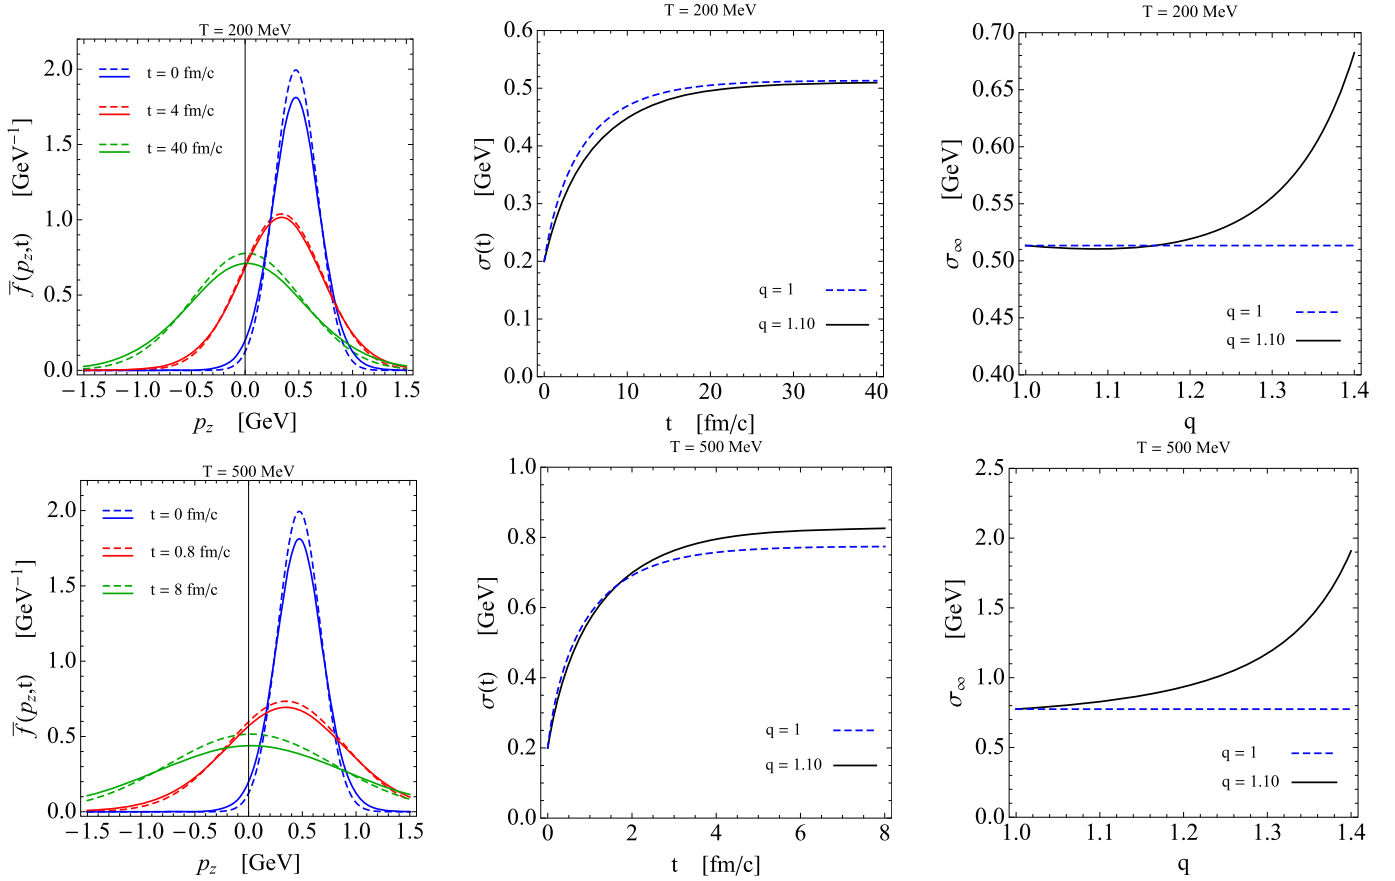 T = 200 MeV
2.0
1.5
1.0
0.5
0.0
−1.5 −1.0 −0.5 0.0 0.5 1.0 1.5
t = 0 fm/c
t = 4 fm/c
t = 40 fm/c
f̅(p_z,t) [GeV⁻¹]
p_z [GeV]
T = 200 MeV
0.6
0.5
0.4
0.3
0.2
0.1
0.0
0 10 20 30 40
q = 1
q = 1.10
σ(t) [GeV]
t [fm/c]
T = 200 MeV
0.70
0.65
0.60
0.55
0.50
0.45
0.40
1.0 1.1 1.2 1.3 1.4
q = 1
q = 1.10
σ_∞ [GeV]
q
T = 500 MeV
2.0
1.5
1.0
0.5
0.0
−1.5 −1.0 −0.5 0.0 0.5 1.0 1.5
t = 0 fm/c
t = 0.8 fm/c
t = 8 fm/c
f̅(p_z,t) [GeV⁻¹]
p_z [GeV]
T = 500 MeV
1.0
0.8
0.6
0.4
0.2
0.0
0 2 4 6 8
q = 1
q = 1.10
σ(t) [GeV]
t [fm/c]
T = 500 MeV
2.5
2.0
1.5
1.0
0.5
0.0
1.0 1.1 1.2 1.3 1.4
q = 1
q = 1.10
σ_∞ [GeV]
q